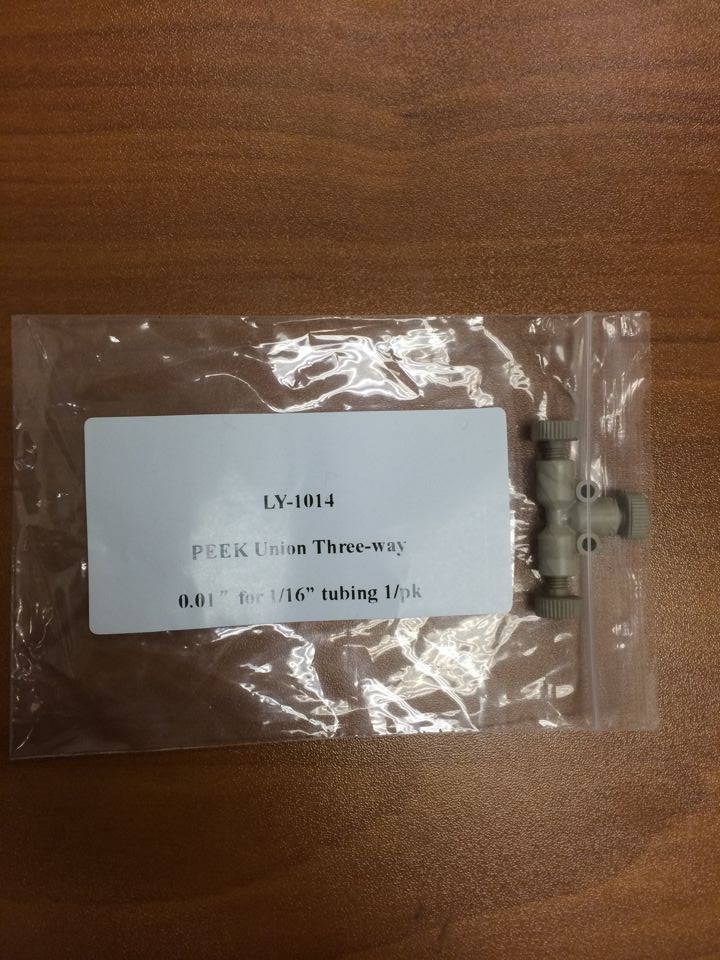 LY-1014
PEEK Union Three-way
0.01” for 1/16” tubing 1/pk